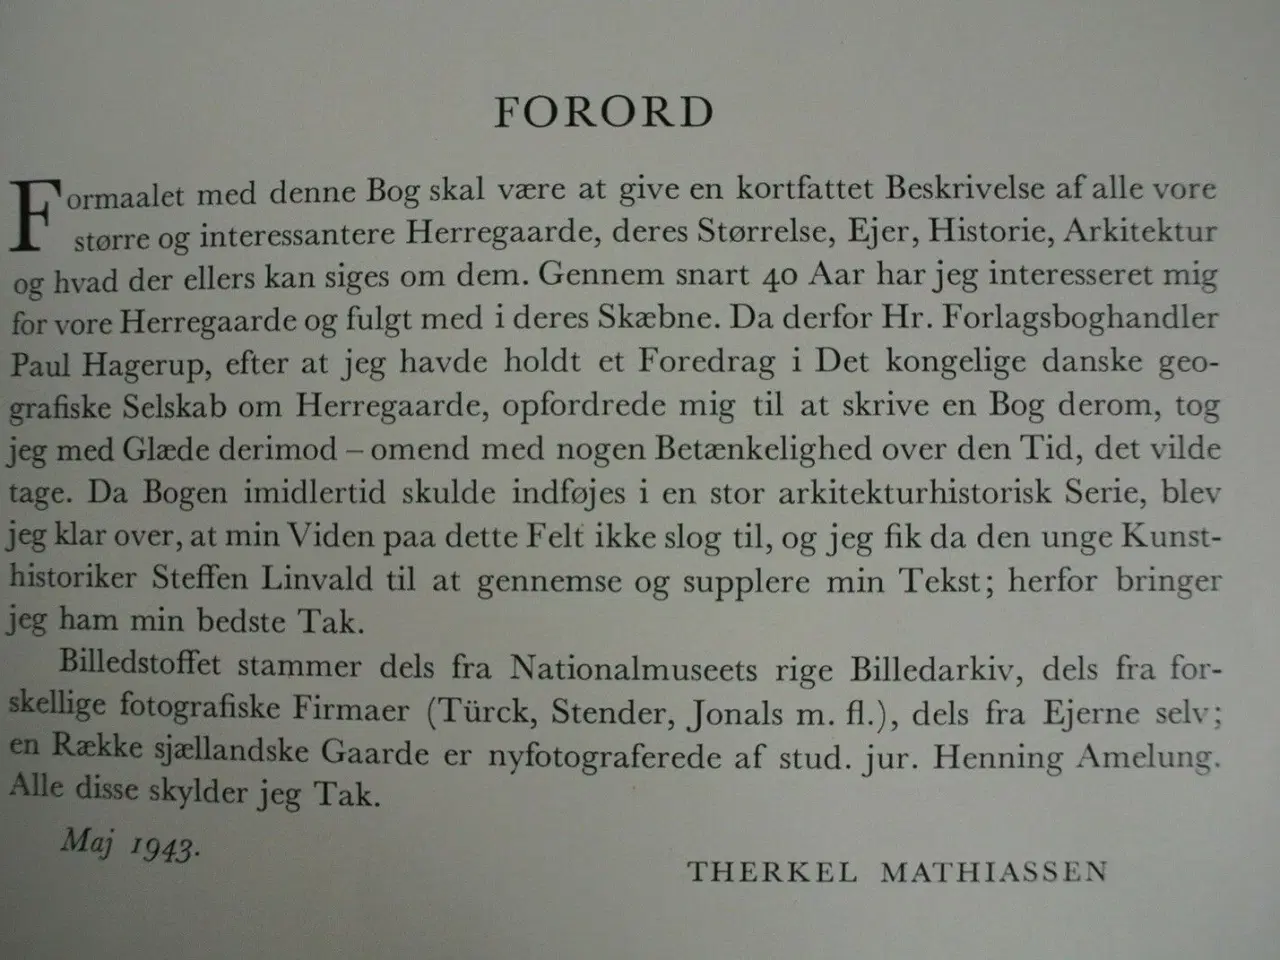 FORORD
Formaalet med denne Bog skal være at give en kortfattet Beskrivelse af alle vore
større og interessantere Herregaarde, deres Størrelse, Ejer, Historie, Arkitektur
og hvad der ellers kan siges om dem. Gennem snart 40 Aar har jeg interesseret mig
for vore Herregaarde og fulgt med i deres Skæbne. Da derfor Hr. Forlagsboghandler
Paul Hagerup, efter at jeg havde holdt et Foredrag i Det kongelige danske geo-
grafiske Selskab om Herregaarde, opfordrede mig til at skrive en Bog derom, tog
jeg med Glæde derimod – omend med nogen Betænkelighed over den Tid, det vilde
tage. Da Bogen imidlertid skulde indføjes i en stor arkitekturhistorisk Serie, blev
jeg klar over, at min Viden paa dette Felt ikke slog til, og jeg fik da den unge Kunst-
historiker Steffen Linvald til at gennemse og supplere min Tekst; herfor bringer
jeg ham min bedste Tak.
Billedstoffet stammer dels fra Nationalmuseets rige Billedarkiv, dels fra for-
skellige fotografiske Firmaer (Türck, Stender, Jonals m. fl.), dels fra Ejerne selv;
en Række sjællandske Gaarde er nyfotograferede af stud. jur. Henning Amelung.
Alle disse skylder jeg Tak.
Maj 1943.
THERKEL MATHIASSEN